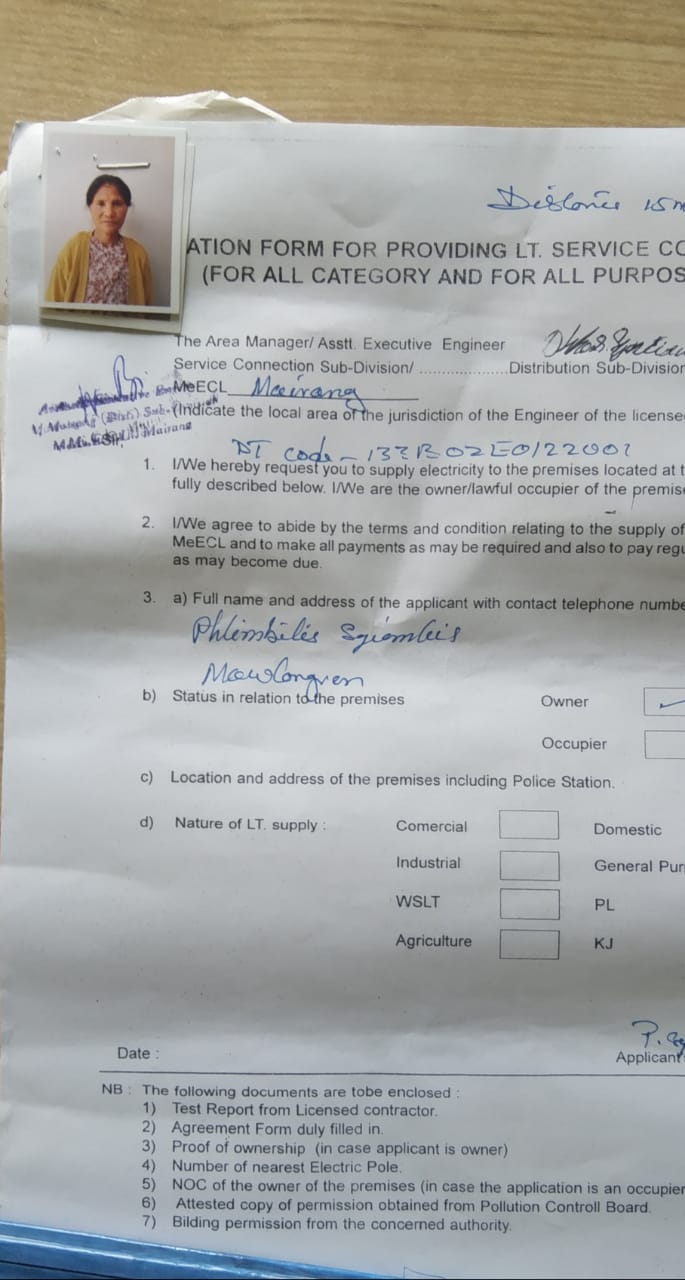 Distance 15m
ATION FORM FOR PROVIDING LT. SERVICE CO
(FOR ALL CATEGORY AND FOR ALL PURPOS
The Area Manager/ Asstt. Executive Engineer
Service Connection Sub-Division/ ..................Distribution Sub-Division
MeECL Mairang
(Indicate the local area of the jurisdiction of the Engineer of the license
Sir,
DT code -
1. I/We hereby request you to supply electricity to the premises located at t
fully described below. I/We are the owner/lawful occupier of the premise
2. I/We agree to abide by the terms and condition relating to the supply of
MeECL and to make all payments as may be required and also to pay regu
as may become due.
3. a) Full name and address of the applicant with contact telephone numbe
b) Status in relation to the premises Owner
Occupier
c) Location and address of the premises including Police Station.
d) Nature of LT. supply : Comercial Domestic
Industrial General Pur
WSLT PL
Agriculture KJ
Date :
Applicant
NB : The following documents are tobe enclosed :
1) Test Report from Licensed contractor.
2) Agreement Form duly filled in.
3) Proof of ownership (in case applicant is owner)
4) Number of nearest Electric Pole.
5) NOC of the owner of the premises (in case the application is an occupier
6) Attested copy of permission obtained from Pollution Controll Board.
7) Bilding permission from the concerned authority.